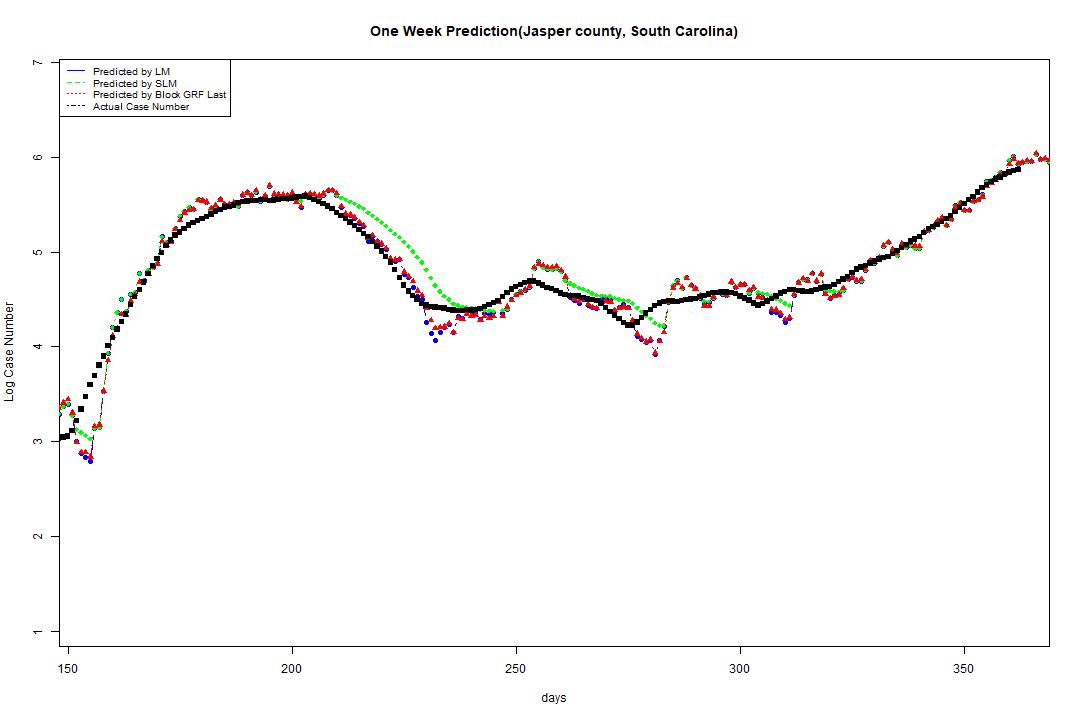 One Week Prediction(Jasper county, South Carolina)
7
Predicted by LM
Predicted by SLM
Predicted by Block GRF Last
Actual Case Number
6
5
4
3
2
1
Log Case Number
150 200 250 300 350
days